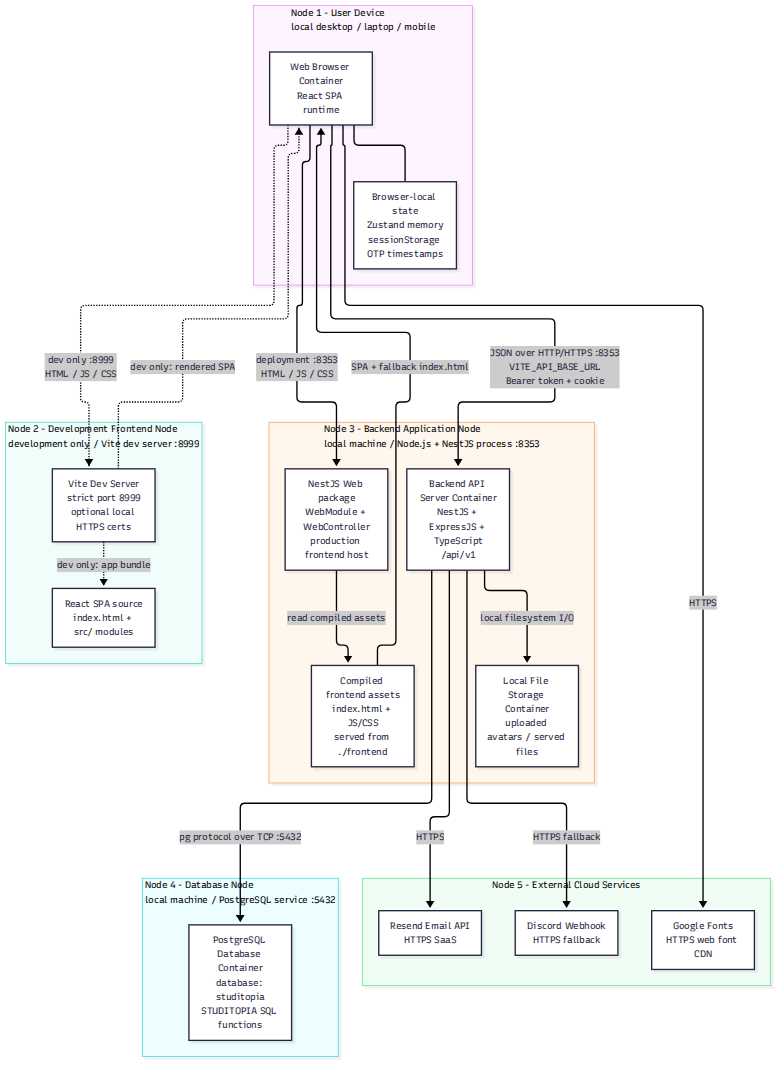 Node 1 - User Device
local desktop / laptop / mobile
Web Browser
Container
React SPA
runtime
Browser-local
state
Zustand memory
sessionStorage
OTP timestamps
dev only :8999
HTML / JS / CSS
dev only: rendered SPA
deployment :8353
HTML / JS / CSS
SPA + fallback index.html
JSON over HTTP/HTTPS :8353
VITE_API_BASE_URL
Bearer token + cookie
Node 2 - Development Frontend Node
development only / Vite dev server :8999
Vite Dev Server
strict port 8999
optional local
HTTPS certs
dev only: app bundle
React SPA source
index.html +
src/ modules
Node 3 - Backend Application Node
local machine / Node.js + NestJS process :8353
NestJS Web
package
WebModule +
WebController
production
frontend host
Backend API
Server Container
NestJS +
ExpressJS +
TypeScript
/api/v1
read compiled assets
local filesystem I/O
HTTPS
Compiled
frontend assets
index.html +
JS/CSS
served from
./frontend
Local File
Storage
Container
uploaded
avatars / served
files
pg protocol over TCP :5432
HTTPS
HTTPS fallback
Node 4 - Database Node
local machine / PostgreSQL service :5432
PostgreSQL
Database
Container
database:
studitopia
STUDITOPIA SQL
functions
Node 5 - External Cloud Services
Resend Email API
HTTPS SaaS
Discord Webhook
HTTPS fallback
Google Fonts
HTTPS web font
CDN